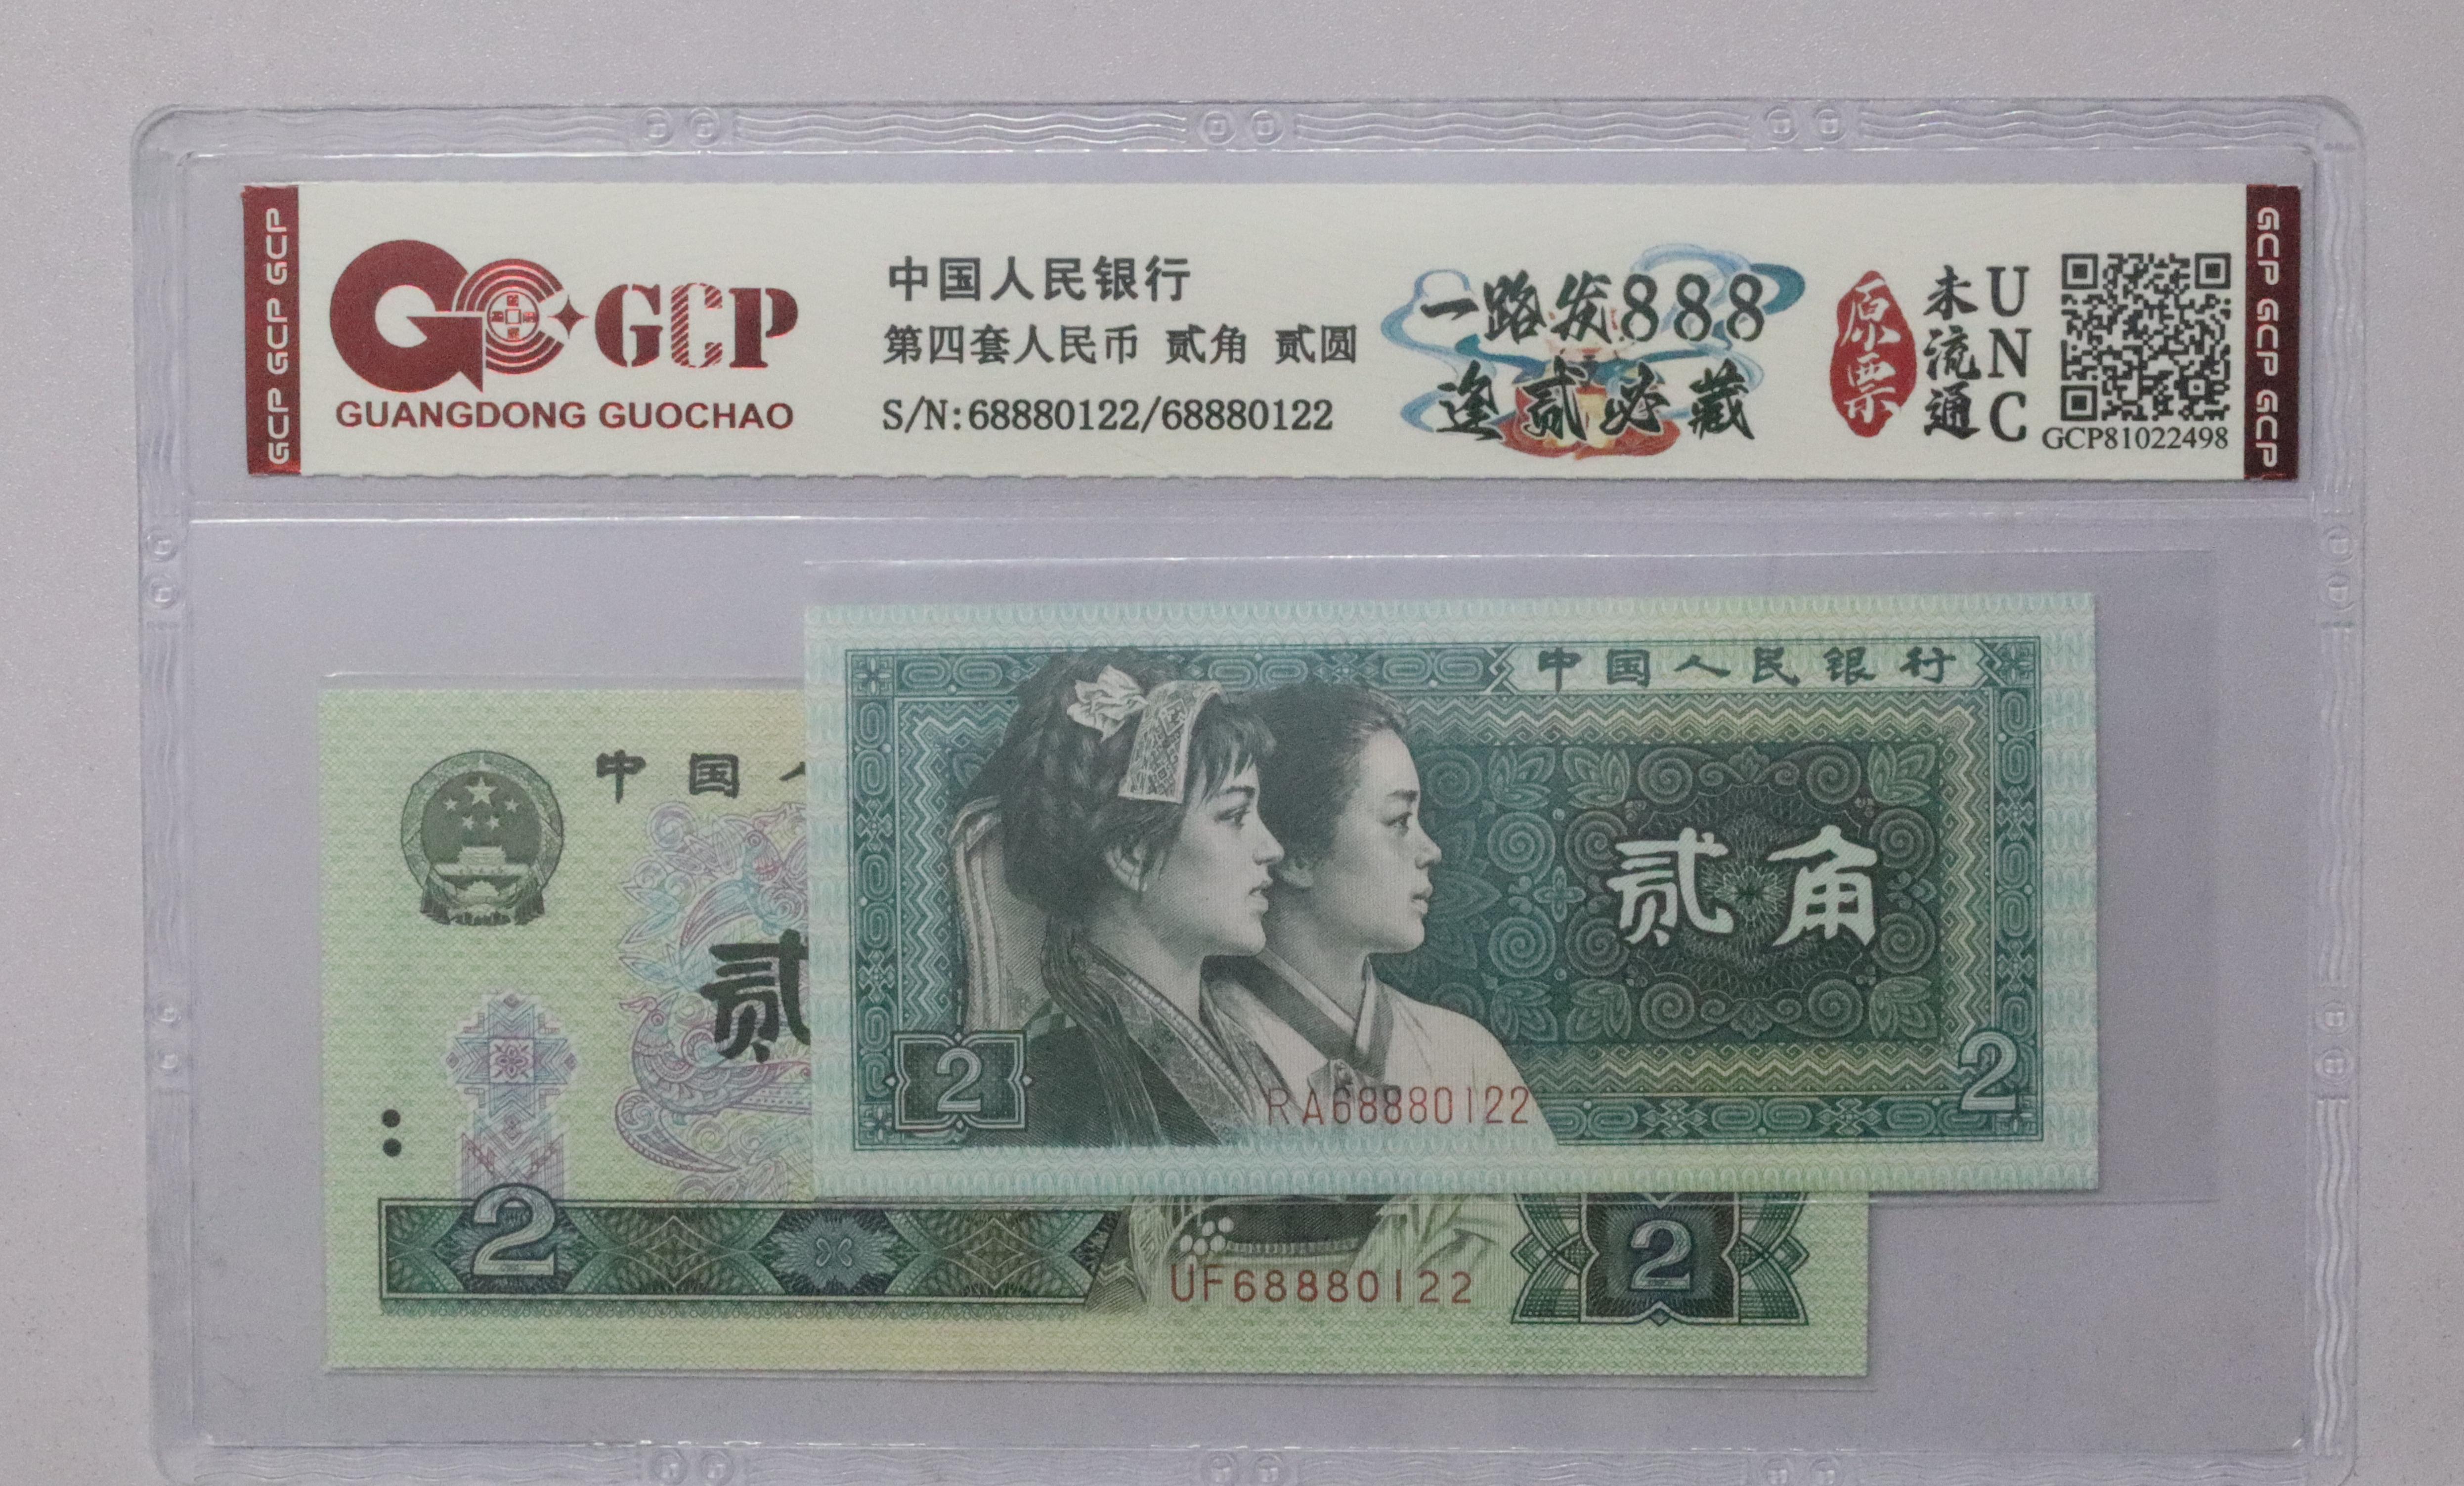 GCP GCP GCP
GCP
GUANGDONG GUOCHAO
中国人民银行
第四套人民币 贰角 贰圆
S/N:68880122/68880122
一路发888
逢贰必藏
原票
未流通
UNC
GCP81022498
GCP GCP GCP
中国人民银行
贰角
2
2
RA68880122
中国
贰
2
2
UF68880122